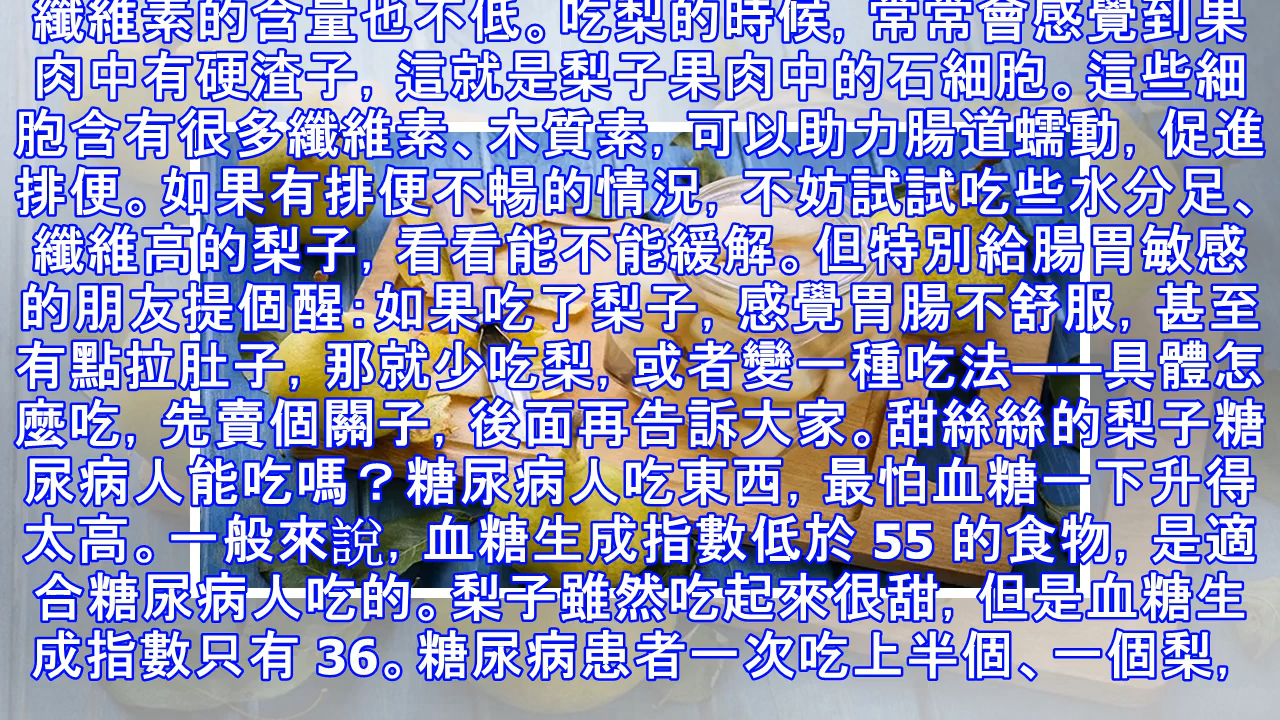 纖維素的含量也不低。吃梨的時候, 常常會感覺到果
肉中有硬渣子, 這就是梨子果肉中的石細胞。這些細
胞含有很多纖維素、木質素, 可以助力腸道蠕動, 促進
排便。如果有排便不暢的情況, 不妨試試吃些水分足、
纖維高的梨子, 看看能不能緩解。但特別給腸胃敏感
的朋友提個醒:如果吃了梨子, 感覺胃腸不舒服, 甚至
有點拉肚子, 那就少吃梨, 或者變一種吃法——具體怎
麼吃, 先賣個關子, 後面再告訴大家。甜絲絲的梨子糖
尿病人能吃嗎？糖尿病人吃東西, 最怕血糖一下升得
太高。一般來說, 血糖生成指數低於 55 的食物, 是適
合糖尿病人吃的。梨子雖然吃起來很甜, 但是血糖生
成指數只有 36。糖尿病患者一次吃上半個、一個梨,